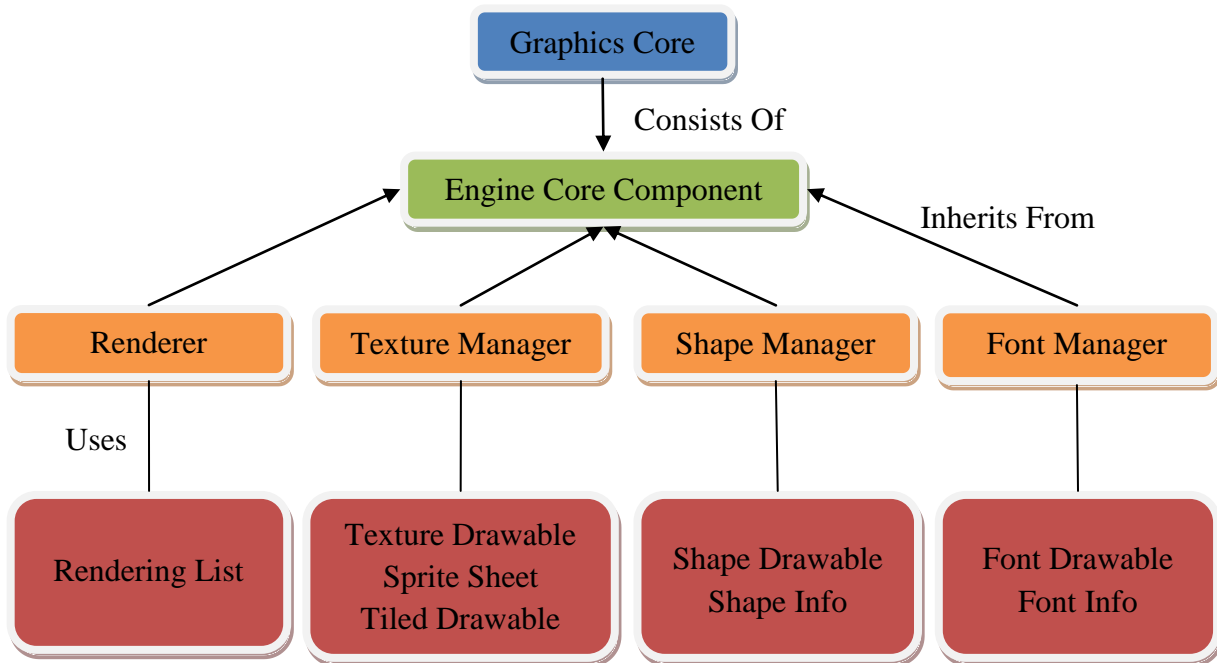 Graphics Core
Consists Of
Engine Core Component
Inherits From
Renderer
Texture Manager
Shape Manager
Font Manager
Uses
Rendering List
Texture Drawable
Sprite Sheet
Tiled Drawable
Shape Drawable
Shape Info
Font Drawable
Font Info